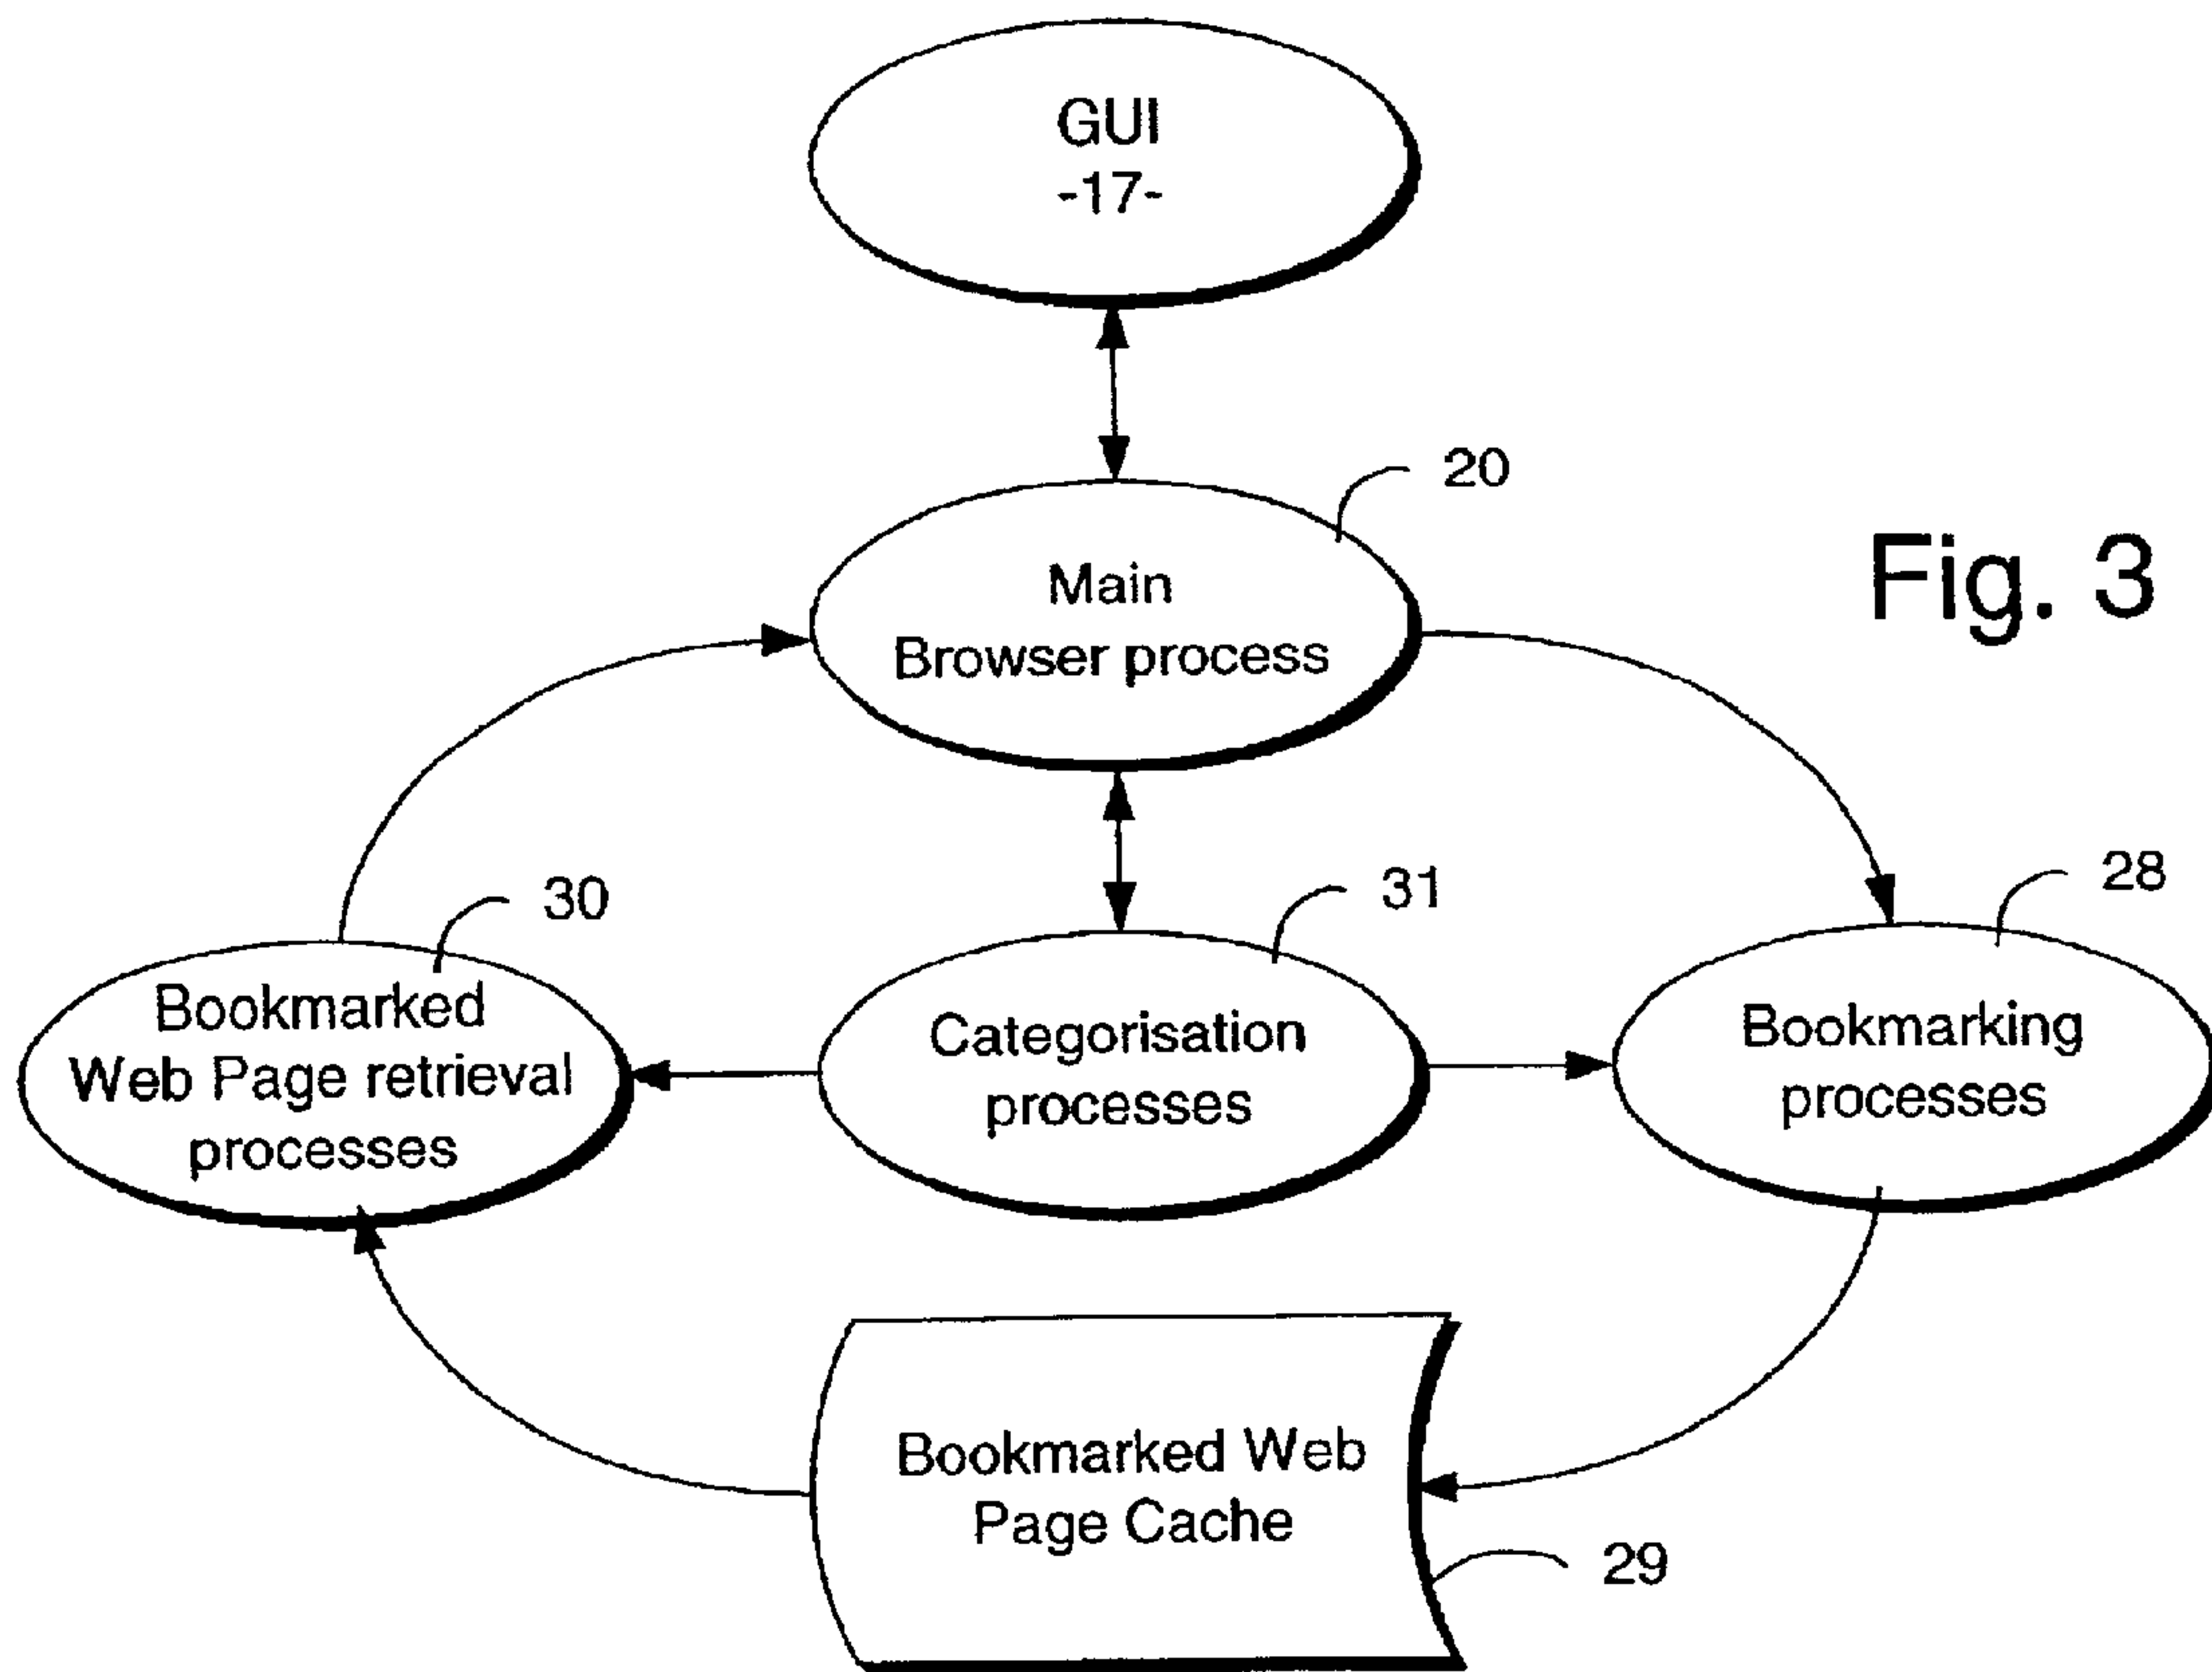 GUI
-17-
20
Main
Browser process
Fig. 3
30
31
28
Bookmarked
Web Page retrieval
processes
Categorisation
processes
Bookmarking
processes
Bookmarked Web
Page Cache
29